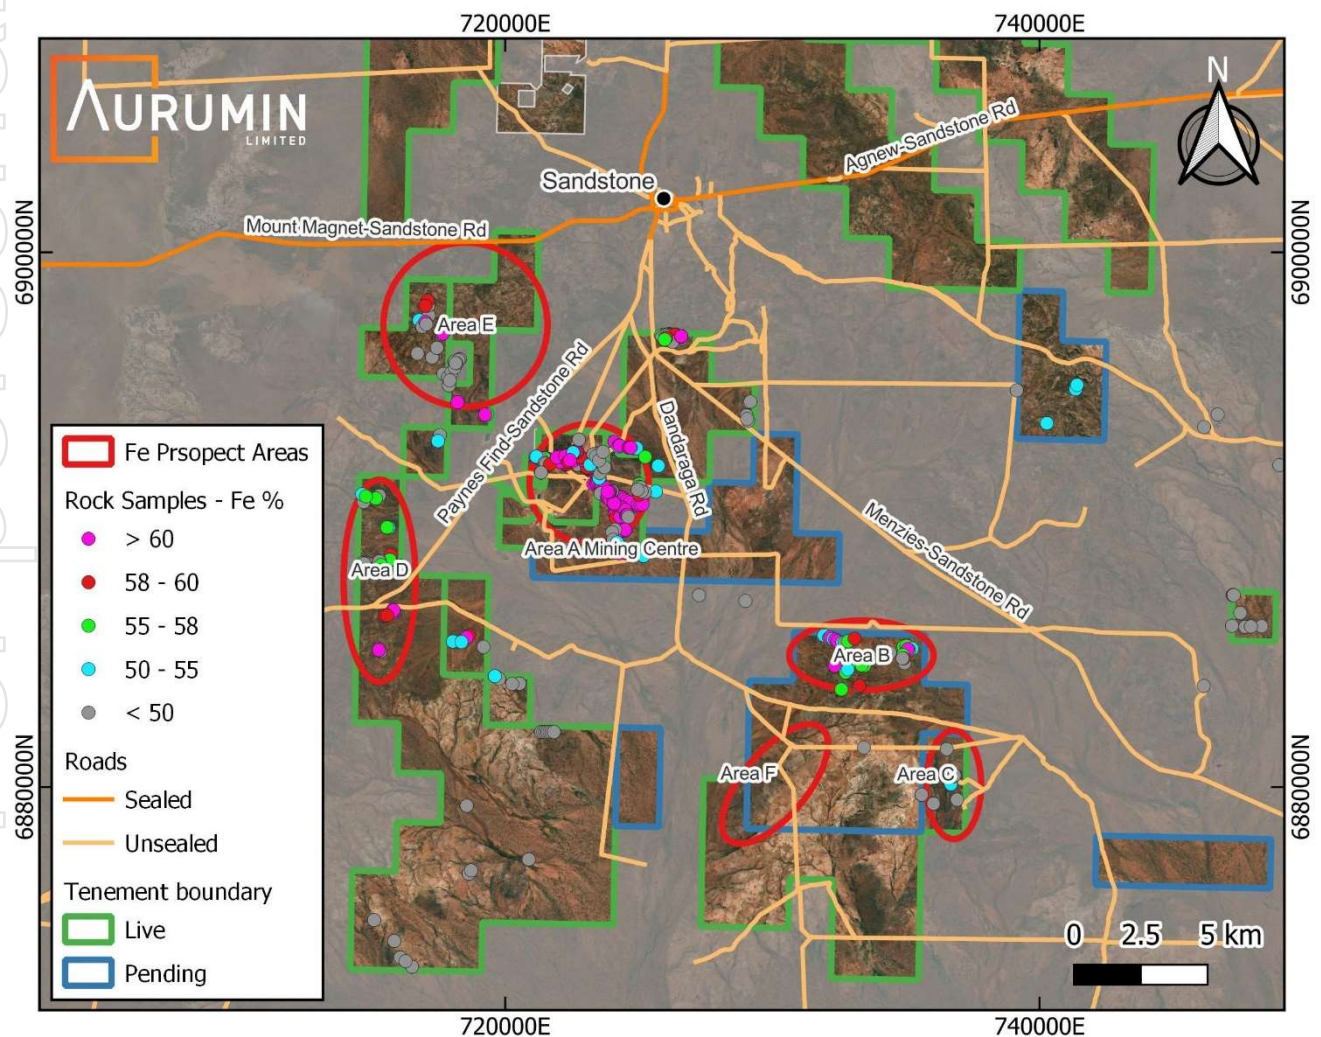 720000E
740000E
AURUMIN
LIMITED
N
Agnew-Sandstone Rd
Sandstone
Mount Magnet-Sandstone Rd
6900000N
6900000N
Area E
Paynes Find-Sandstone Rd
Dandaraga Rd
Menzies-Sandstone Rd
Area A Mining Centre
Area D
Area B
Area F
Area C
Fe Prsopect Areas
Rock Samples - Fe %
> 60
58 - 60
55 - 58
50 - 55
< 50
Roads
Sealed
Unsealed
Tenement boundary
Live
Pending
6880000N
6880000N
0 2.5 5 km
720000E
740000E